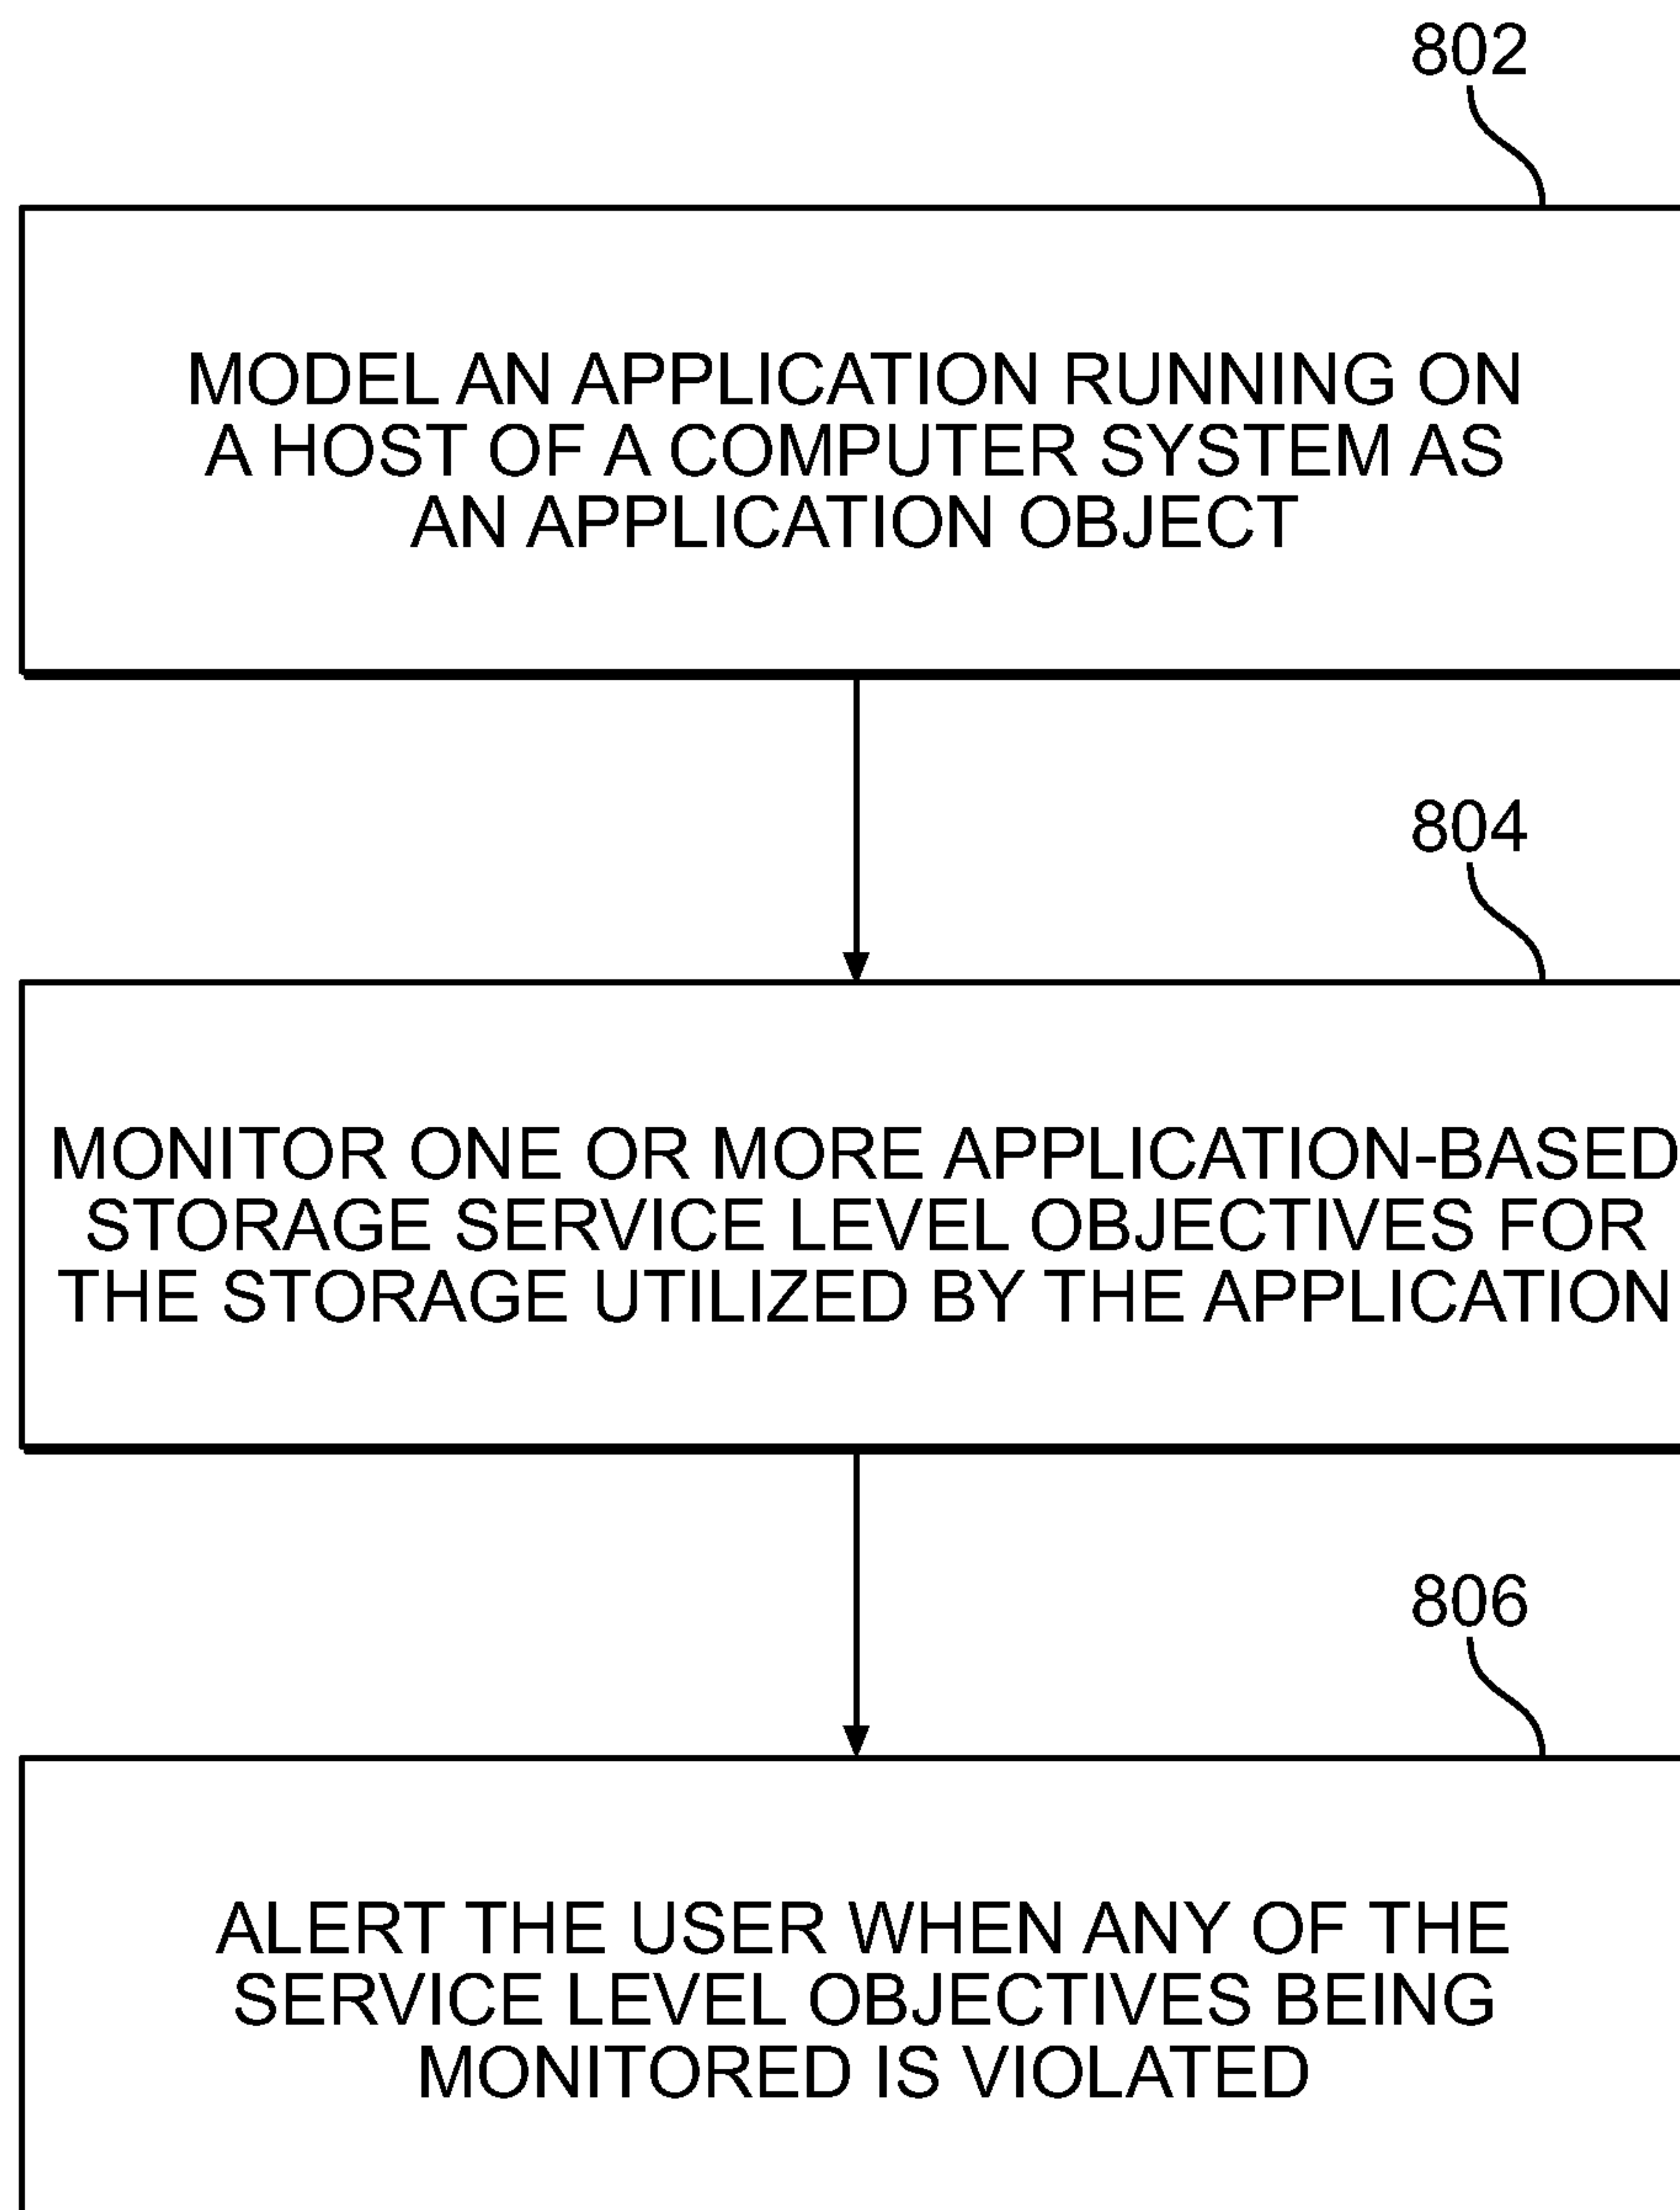 802
MODEL AN APPLICATION RUNNING ON
A HOST OF A COMPUTER SYSTEM AS
AN APPLICATION OBJECT
804
MONITOR ONE OR MORE APPLICATION-BASED
STORAGE SERVICE LEVEL OBJECTIVES FOR
THE STORAGE UTILIZED BY THE APPLICATION
806
ALERT THE USER WHEN ANY OF THE
SERVICE LEVEL OBJECTIVES BEING
MONITORED IS VIOLATED